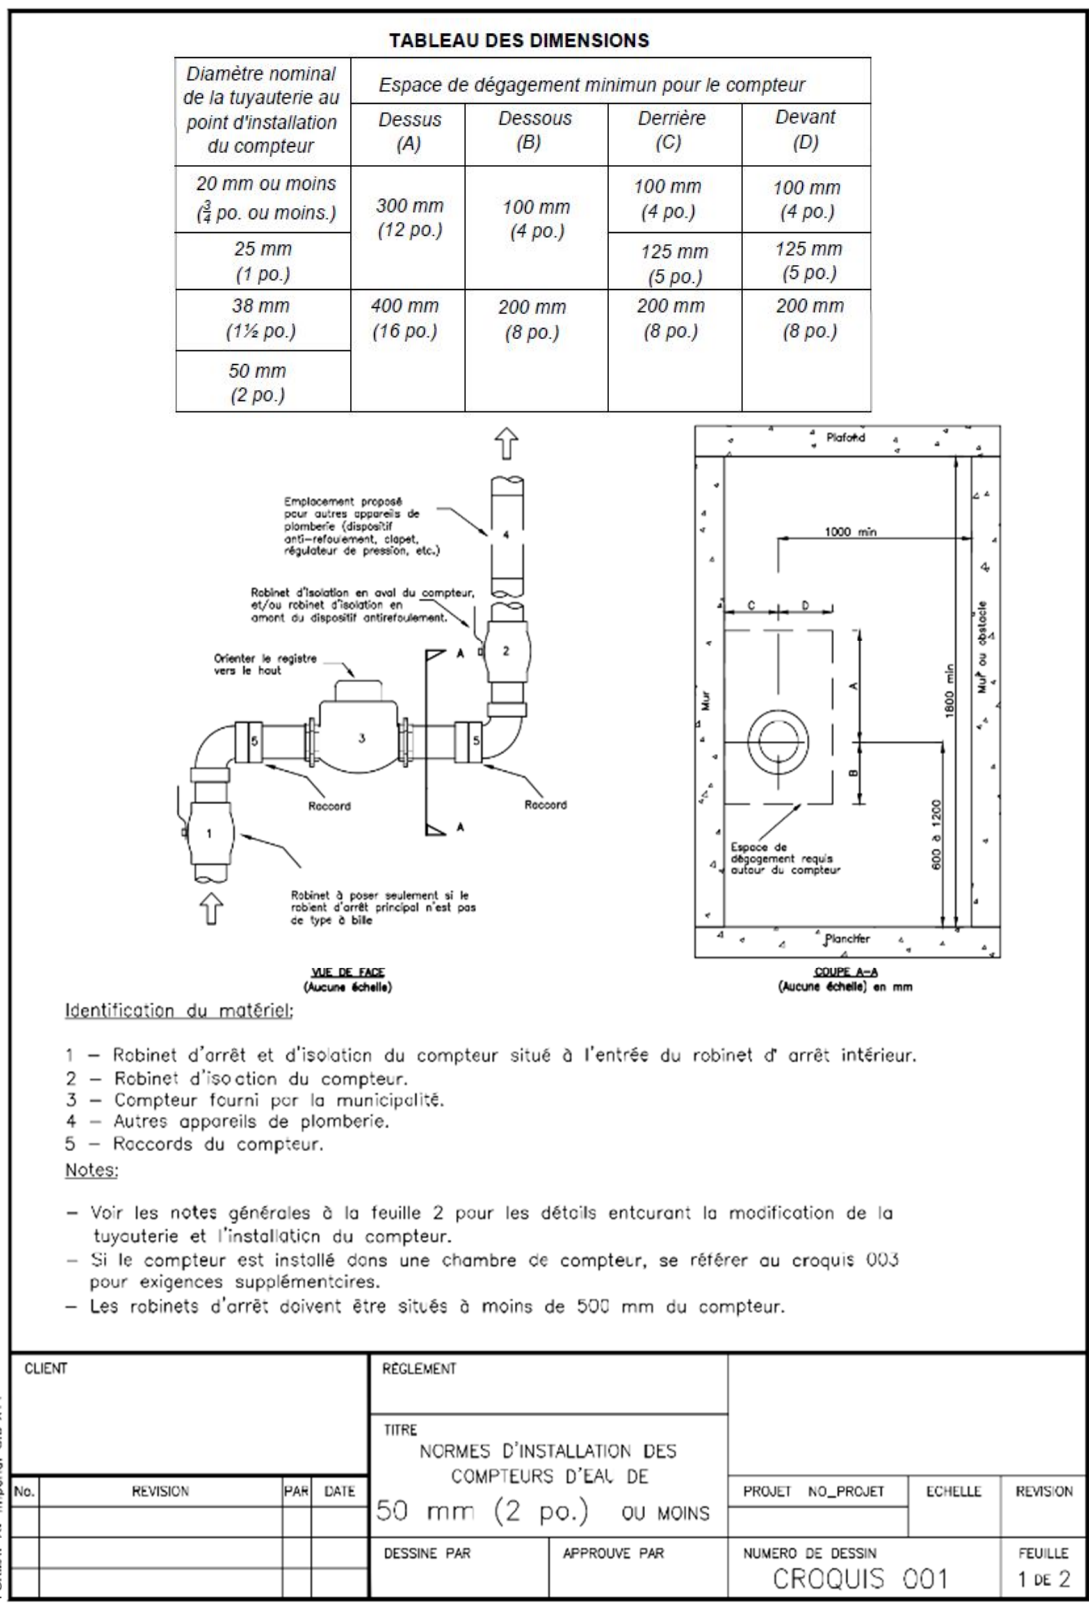 TABLEAU DES DIMENSIONS
Diamètre nominal
de la tuyauterie au
point d'installation
du compteur
Espace de dégagement minimun pour le compteur
Dessus
(A)
Dessous
(B)
Derrière
(C)
Devant
(D)
20 mm ou moins
(3/4 po. ou moins.)
300 mm
(12 po.)
100 mm
(4 po.)
100 mm
(4 po.)
100 mm
(4 po.)
25 mm
(1 po.)
125 mm
(5 po.)
125 mm
(5 po.)
38 mm
(1½ po.)
400 mm
(16 po.)
200 mm
(8 po.)
200 mm
(8 po.)
200 mm
(8 po.)
50 mm
(2 po.)
Emplacement proposé
pour autres appareils de
plomberie (dispositif
anti-refoulement, clapet,
régulateur de pression, etc.)
4
Robinet d'isolation en aval du compteur,
et/ou robinet d'isolation en
amont du dispositif antirefoulement.
2
Orienter le registre
vers le haut
A
5
3
5
Raccord
Raccord
A
1
Robinet à poser seulement si le
robient d'arrêt principal n'est pas
de type à bille
VUE DE FACE
(Aucune échelle)
Plafond
1000 min
C
D
A
B
Mur
Mur ou obstacle
1800 min
600 à 1200
Espace de
dégagement requis
autour du compteur
Plancher
COUPE A-A
(Aucune échelle) en mm
Identification du matériel:
1 – Robinet d'arrêt et d'isolation du compteur situé à l'entrée du robinet d' arrêt intérieur.
2 – Robinet d'isolation du compteur.
3 – Compteur fourni par la municipalité.
4 – Autres appareils de plomberie.
5 – Raccords du compteur.
Notes:
– Voir les notes générales à la feuille 2 pour les détails entourant la modification de la
tuyauterie et l'installation du compteur.
– Si le compteur est installé dans une chambre de compteur, se référer au croquis 003
pour exigences supplémentaires.
– Les robinets d'arrêt doivent être situés à moins de 500 mm du compteur.
CLIENT
RÉGLEMENT
TITRE
NORMES D'INSTALLATION DES
COMPTEURS D'EAU DE
50 mm (2 po.) OU MOINS
No.
REVISION
PAR
DATE
PROJET NO_PROJET
ECHELLE
REVISION
DESSINE PAR
APPROUVE PAR
NUMERO DE DESSIN
CROQUIS 001
FEUILLE
1 DE 2